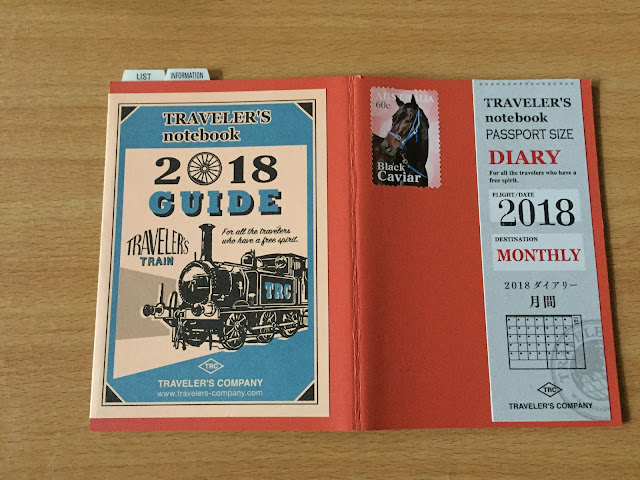 LIST
INFORMATION
TRAVELER'S
notebook
2018
GUIDE
TRAVELER'S
TRAIN
For all the travelers
who have a free spirit.
TRC
TRC
TRAVELER'S COMPANY
www.travelers-company.com
AUSTRALIA
60c
Black
Caviar
TRAVELER'S
notebook
PASSPORT SIZE
DIARY
For all the travelers who have a
free spirit.
FLIGHT/DATE
2018
DESTINATION
MONTHLY
2018 ダイアリー
月間
TRC
TRAVELER'S COMPANY